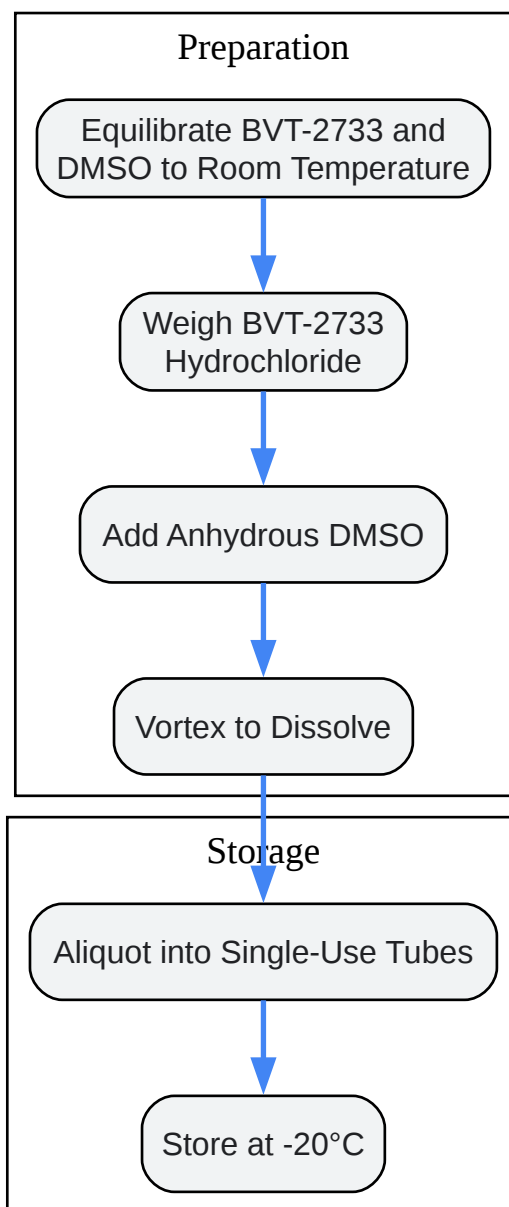 Preparation
Equilibrate BVT-2733 and
DMSO to Room Temperature
Weigh BVT-2733
Hydrochloride
Add Anhydrous DMSO
Vortex to Dissolve
Storage
Aliquot into Single-Use Tubes
Store at -20°C